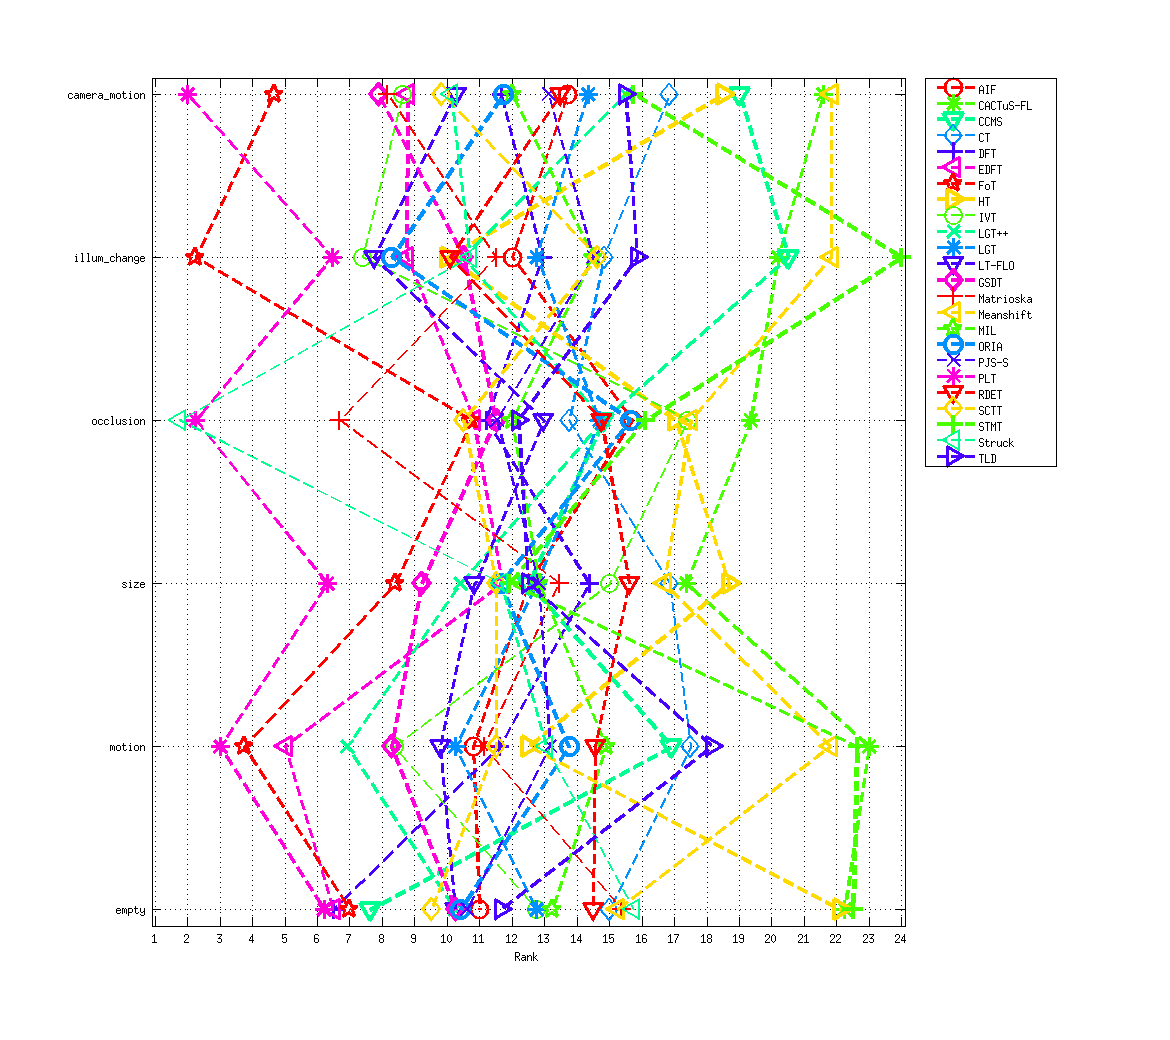 camera_motion
illum_change
occlusion
size
motion
empty
1 2 3 4 5 6 7 8 9 10 11 12 13 14 15 16 17 18 19 20 21 22 23 24
Rank
AIF
CACTuS-FL
CCMS
CT
DFT
EDFT
FoT
HT
IVT
LGT++
LGT
LT-FLO
GSDT
Matrioska
Meanshift
MIL
ORIA
PJS-S
PLT
RDET
SCTT
STMT
Struck
TLD